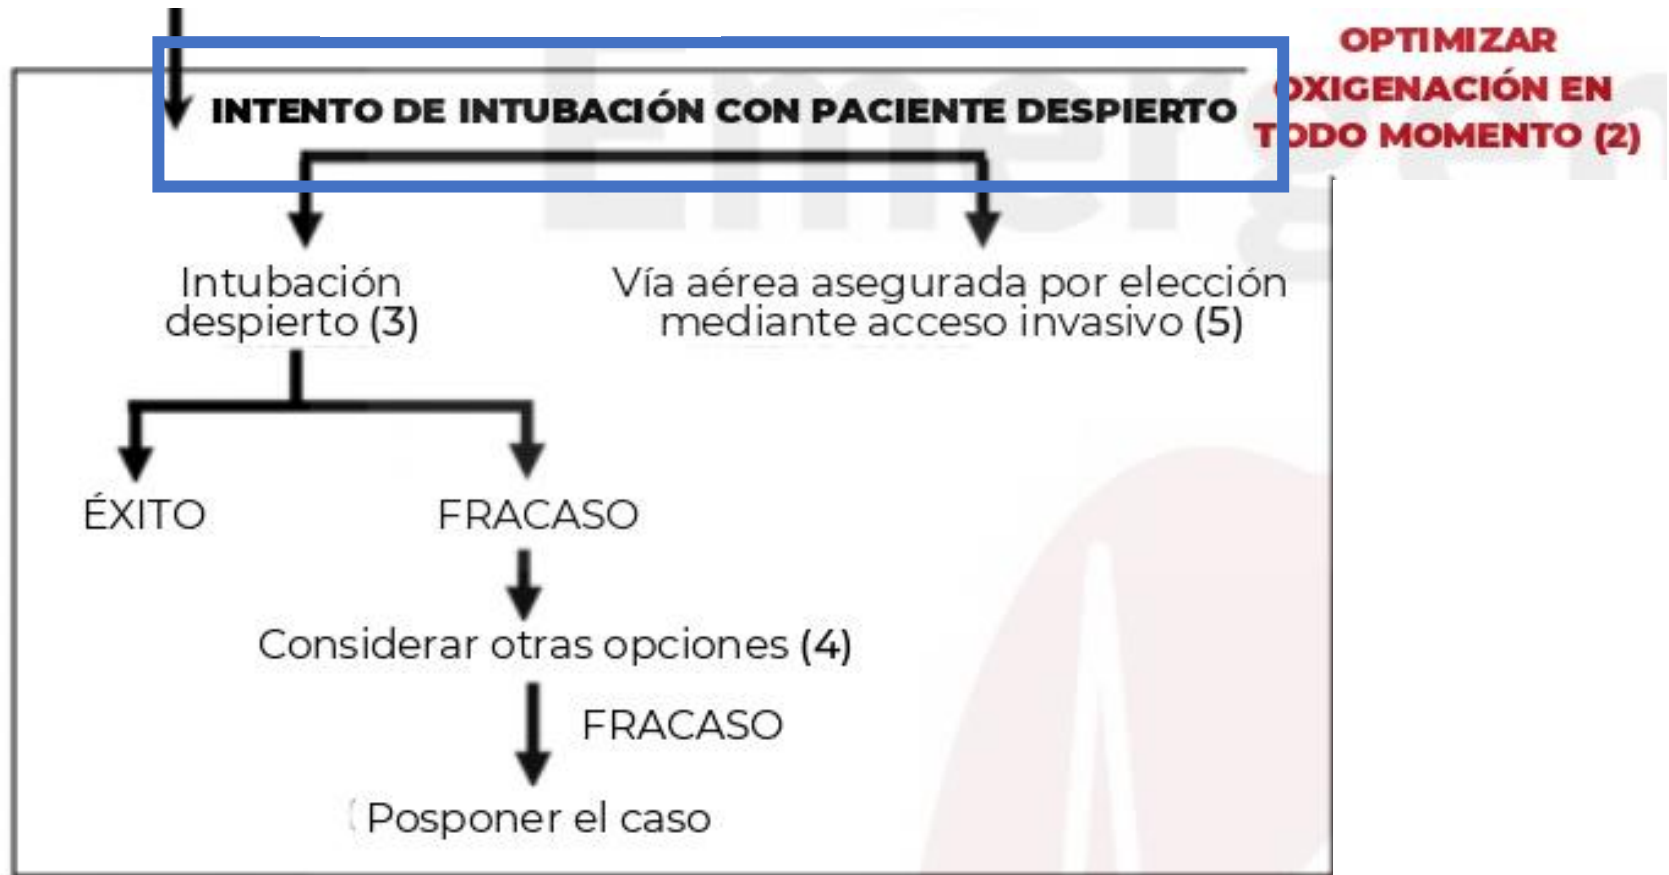 OPTIMIZAR
OXIGENACIÓN EN
TODO MOMENTO (2)
INTENTO DE INTUBACIÓN CON PACIENTE DESPIERTO
Intubación
despierto (3)
Vía aérea asegurada por elección
mediante acceso invasivo (5)
ÉXITO
FRACASO
Considerar otras opciones (4)
FRACASO
Posponer el caso